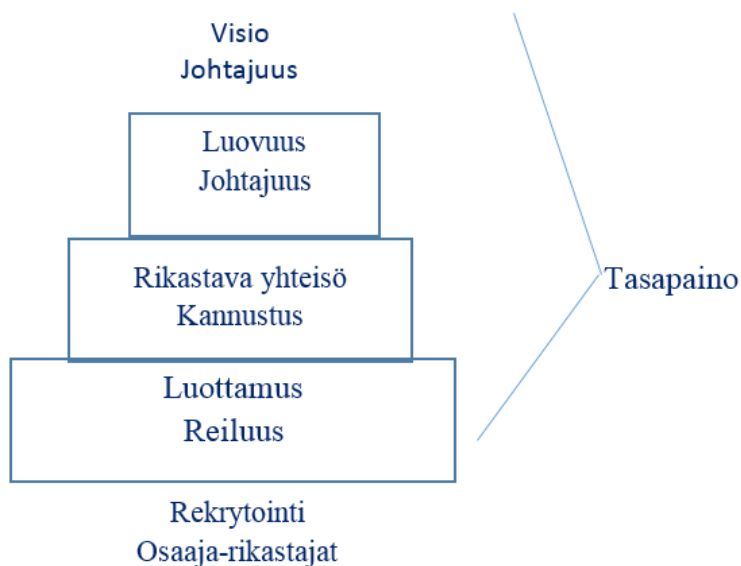 Visio
Johtajuus
Luovuus
Johtajuus
Rikastava yhteisö
Kannustus
Tasapaino
Luottamus
Reiluus
Rekrytointi
Osaaja-rikastajat